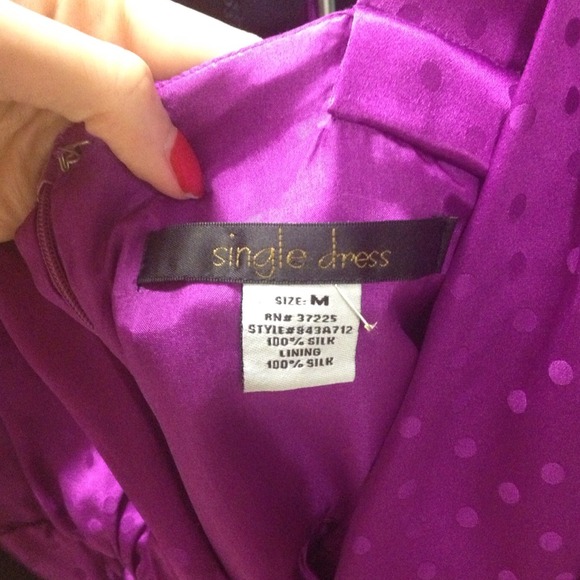 single dress
SIZE: M
RN# 37225
STYLE#843A712
100% SILK
LINING
100% SILK